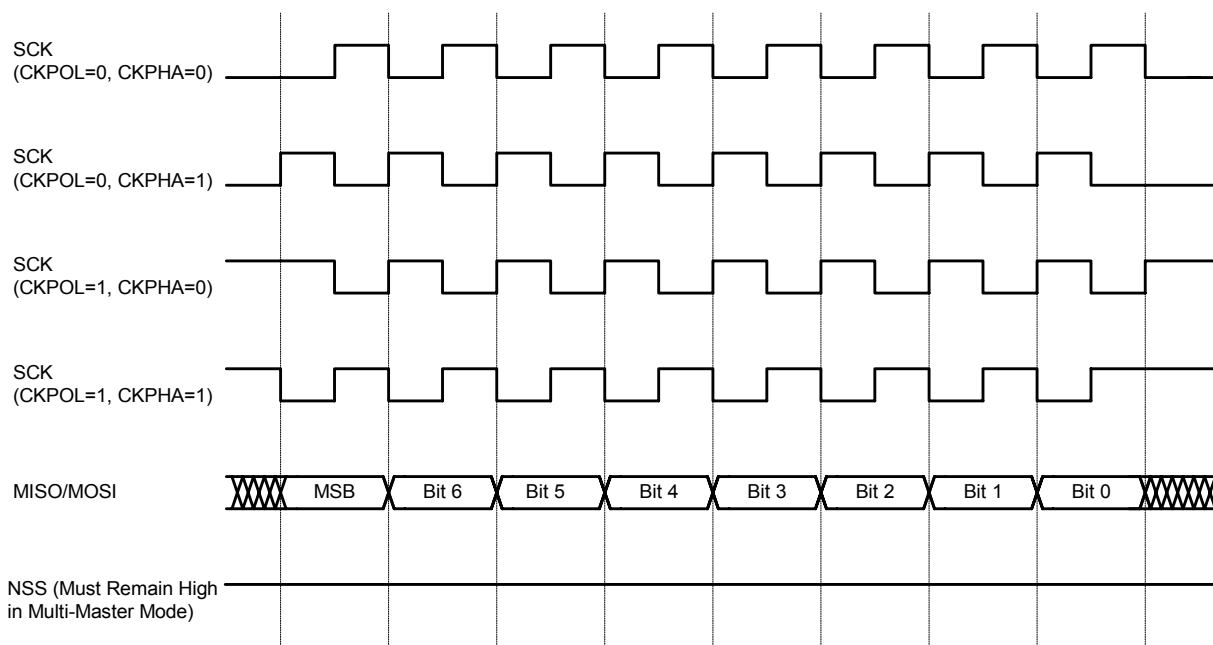 SCK
(CKPOL=0, CKPHA=0)
SCK
(CKPOL=0, CKPHA=1)
SCK
(CKPOL=1, CKPHA=0)
SCK
(CKPOL=1, CKPHA=1)
MISO/MOSI MSB Bit 6 Bit 5 Bit 4 Bit 3 Bit 2 Bit 1 Bit 0
NSS (Must Remain High
in Multi-Master Mode)